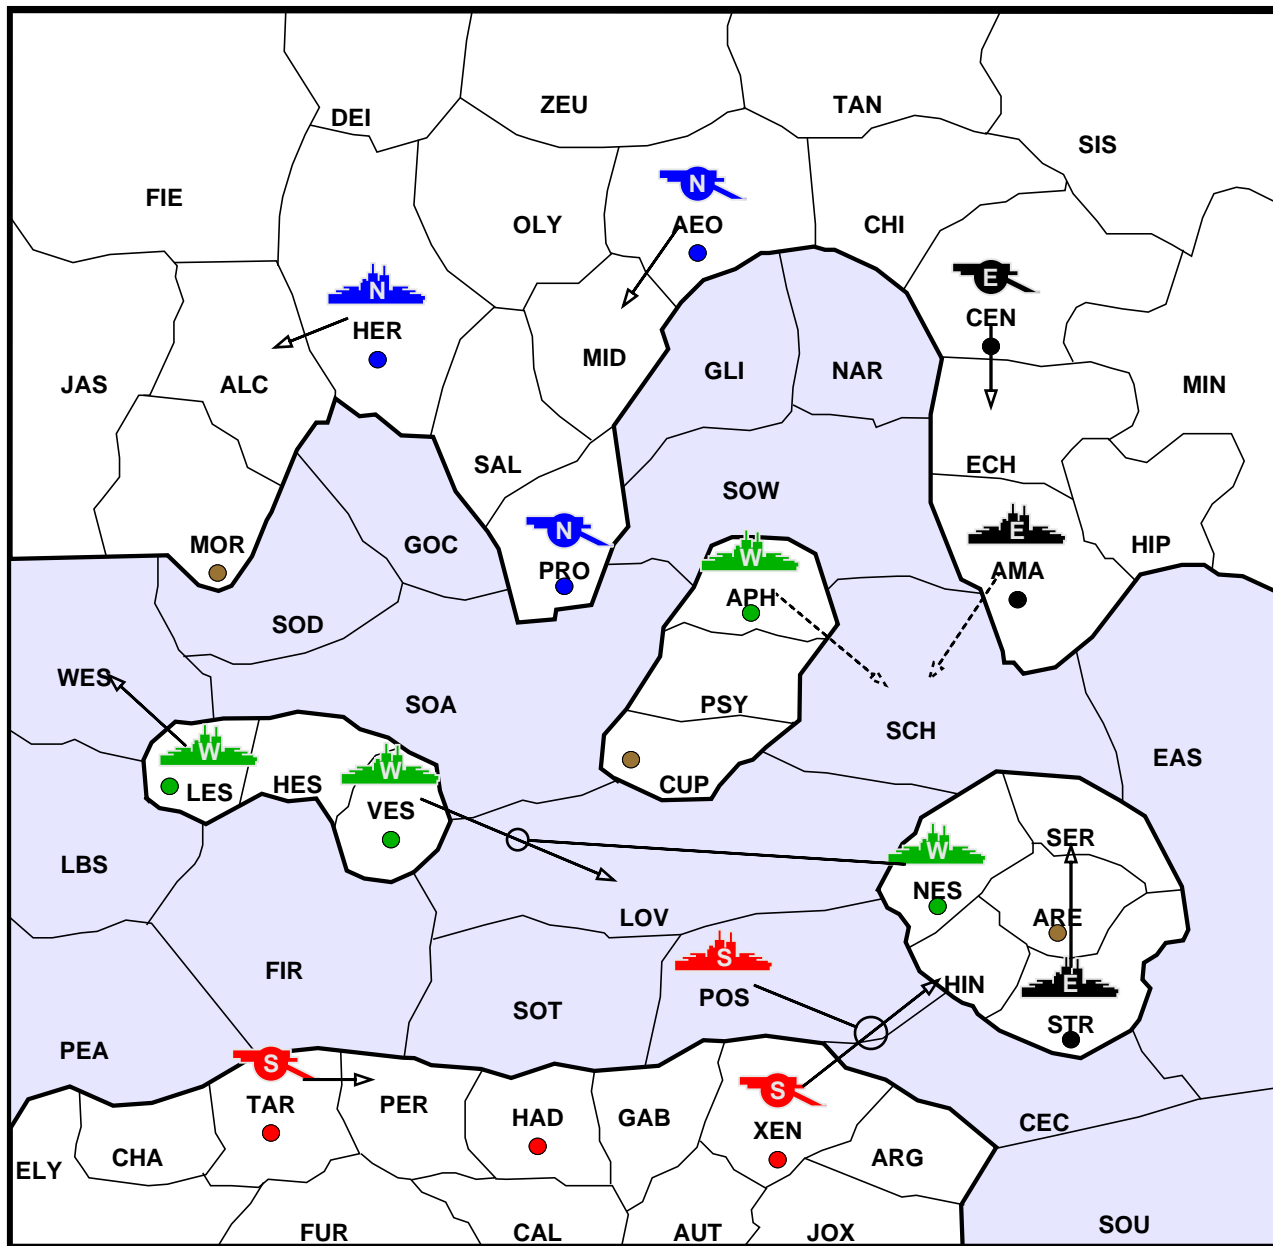 ZEU TAN
DEI
SIS
N
FIE
OLY AEO CHI
E
N
HER CEN
MID
JAS ALC GLI NAR MIN
SAL ECH
SOW
N E
MOR GOC W HIP
PRO AMA
APH
SOD
WES
SOA PSY
SCH
W EAS
W
LES HES CUP
VES
SER
W
LBS NES
LOV ARE
S
FIR HIN
POS E
SOT
STR
PEA
S
S
TAR PER HAD GAB
XEN CEC
CHA ARG
ELY
FUR CAL AUT JOX SOU